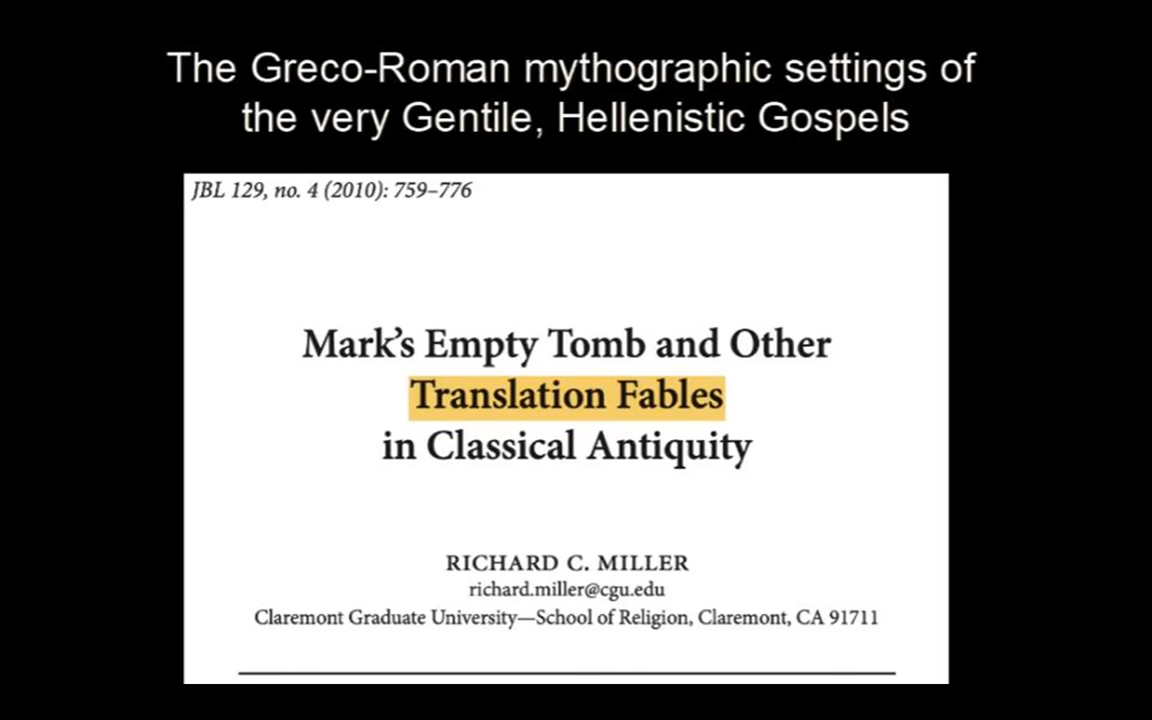 The Greco-Roman mythographic settings of
the very Gentile, Hellenistic Gospels
JBL 129, no. 4 (2010): 759–776
Mark’s Empty Tomb and Other
Translation Fables
in Classical Antiquity
RICHARD C. MILLER
richard.miller@cgu.edu
Claremont Graduate University—School of Religion, Claremont, CA 91711